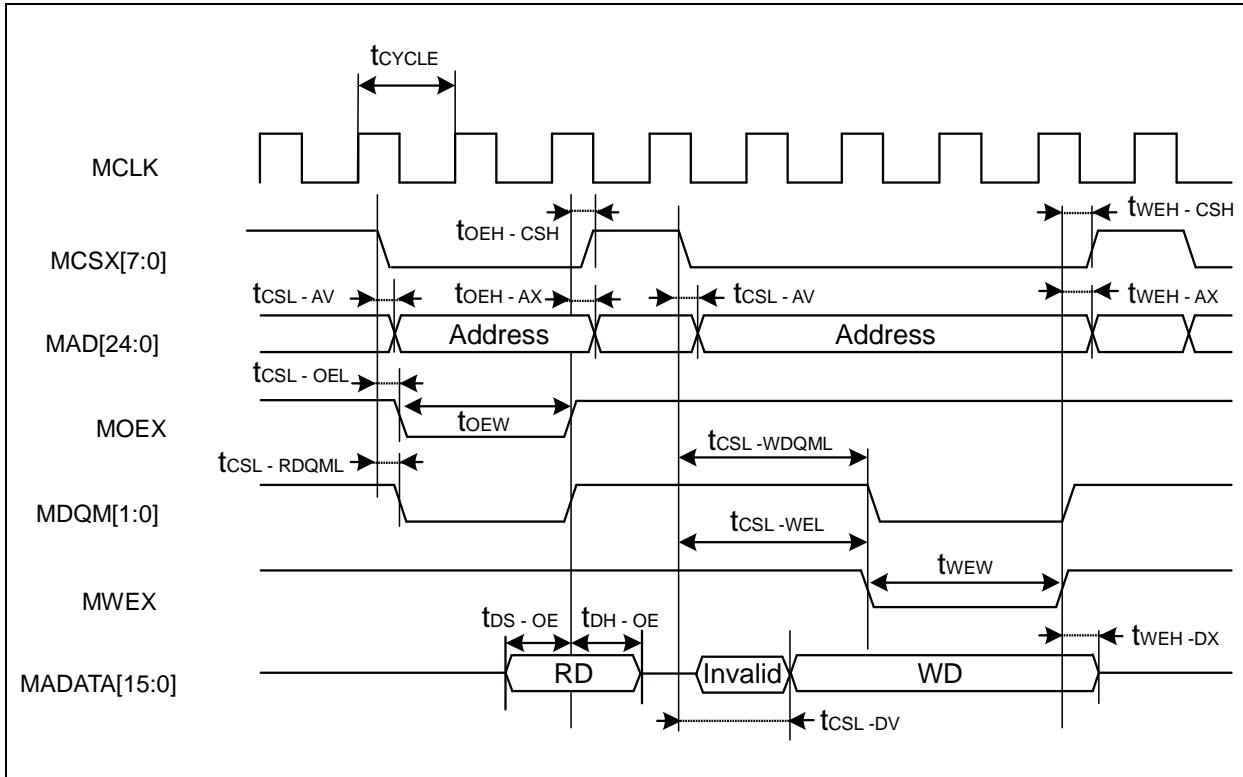 tCYCLE
MCLK
tOEH - CSH
tWEH - CSH
MCSX[7:0]
tCSL - AV
tOEH - AX
tCSL - AV
tWEH - AX
MAD[24:0]
Address
Address
tCSL - OEL
MOEX
tOEW
tCSL -WDQML
tCSL - RDQML
MDQM[1:0]
tCSL -WEL
tWEW
MWEX
tDS - OE
tDH - OE
tWEH -DX
MADATA[15:0]
RD
Invalid
WD
tCSL -DV